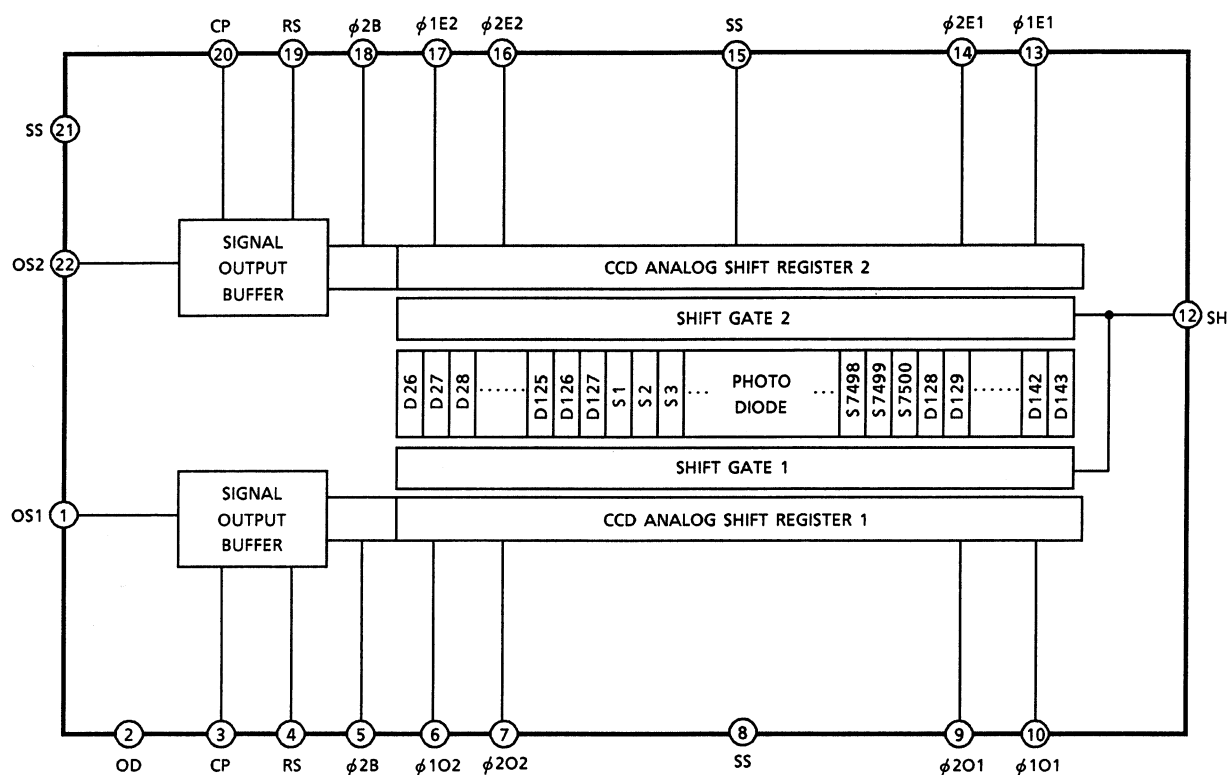 CP RS ϕ2B ϕ1E2 ϕ2E2 SS ϕ2E1 ϕ1E1
20 19 18 17 16 15 14 13
SS 21
OS2 22
SIGNAL
OUTPUT
BUFFER
CCD ANALOG SHIFT REGISTER 2
SHIFT GATE 2
12 SH
D26 D27 D28 ······· D125 D126 D127 S1 S2 S3 ··· PHOTO DIODE ··· S7498 S7499 S7500 D128 D129 ······· D142 D143
SHIFT GATE 1
OS1 1
SIGNAL
OUTPUT
BUFFER
CCD ANALOG SHIFT REGISTER 1
2 3 4 5 6 7 8 9 10
OD CP RS ϕ2B ϕ1O2 ϕ2O2 SS ϕ2O1 ϕ1O1